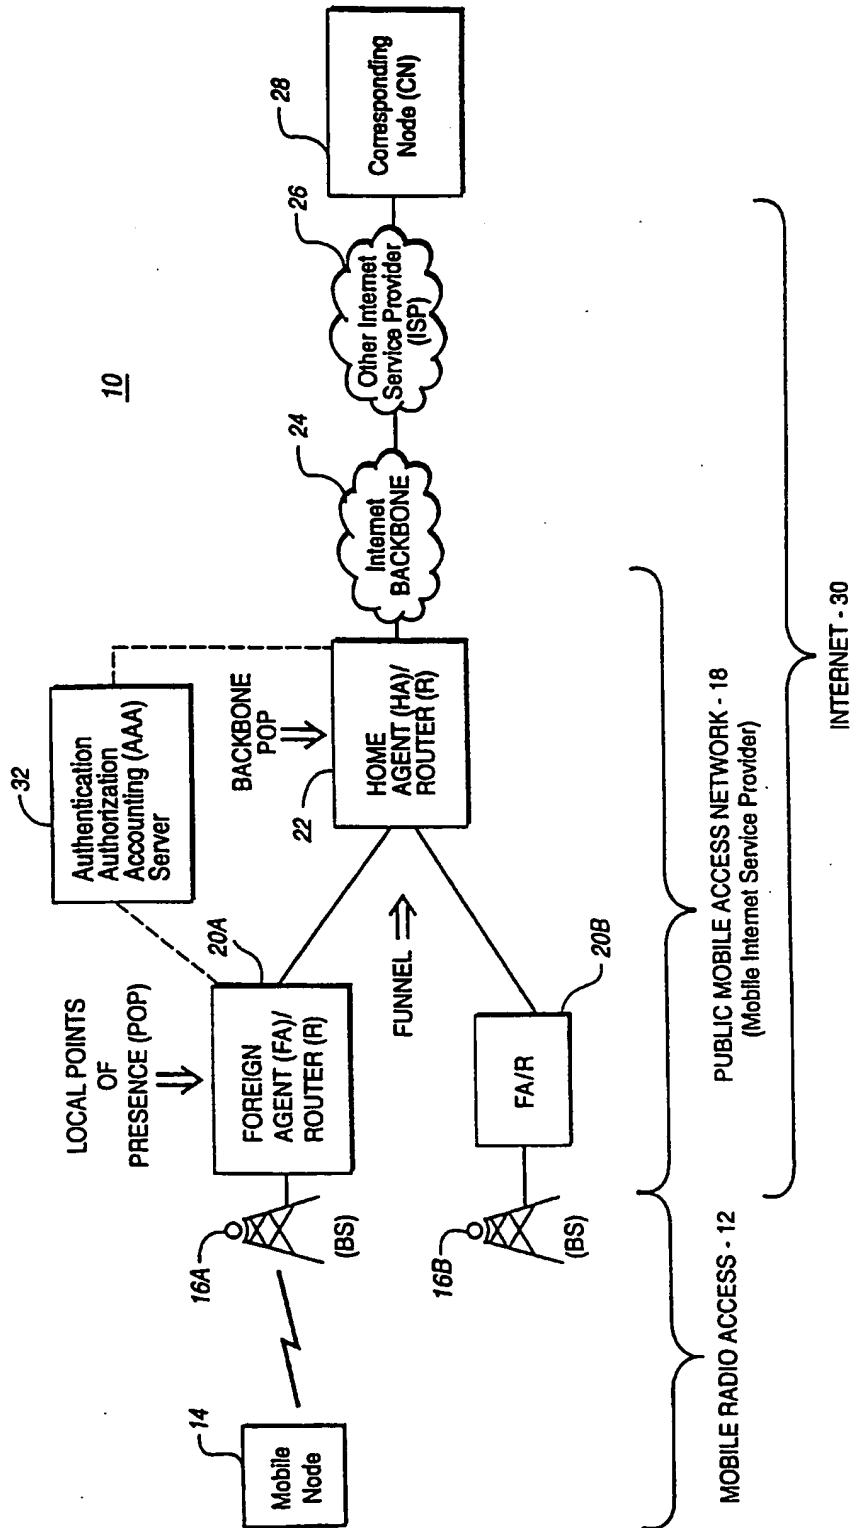 10
32
Authentication
Authorization
Accounting (AAA)
Server
LOCAL POINTS
OF
PRESENCE (POP)
BACKBONE
POP
14
Mobile
Node
16A
(BS)
20A
FOREIGN
AGENT (FA)/
ROUTER (R)
22
HOME
AGENT (HA)/
ROUTER (R)
24
Internet
BACKBONE
26
Other Internet
Service Provider
(ISP)
28
Corresponding
Node (CN)
FUNNEL
16B
(BS)
20B
FA/R
MOBILE RADIO ACCESS - 12
PUBLIC MOBILE ACCESS NETWORK - 18
(Mobile Internet Service Provider)
INTERNET - 30